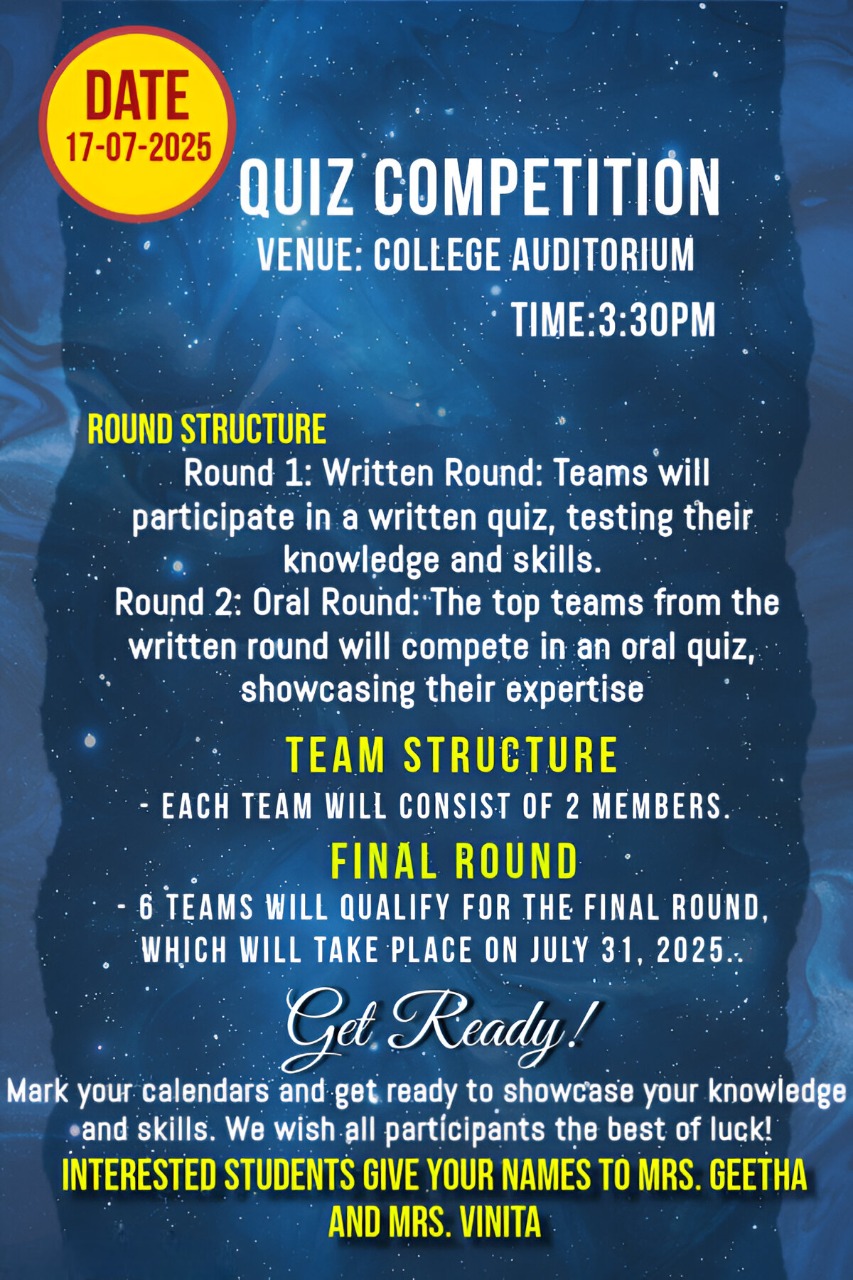 DATE
17-07-2025
QUIZ COMPETITION
VENUE: COLLEGE AUDITORIUM
TIME:3:30PM
ROUND STRUCTURE
Round 1: Written Round: Teams will
participate in a written quiz, testing their
knowledge and skills.
Round 2: Oral Round: The top teams from the
written round will compete in an oral quiz,
showcasing their expertise
TEAM STRUCTURE
- EACH TEAM WILL CONSIST OF 2 MEMBERS.
FINAL ROUND
- 6 TEAMS WILL QUALIFY FOR THE FINAL ROUND,
WHICH WILL TAKE PLACE ON JULY 31, 2025..
Get Ready!
Mark your calendars and get ready to showcase your knowledge
and skills. We wish all participants the best of luck!
INTERESTED STUDENTS GIVE YOUR NAMES TO MRS. GEETHA
AND MRS. VINITA